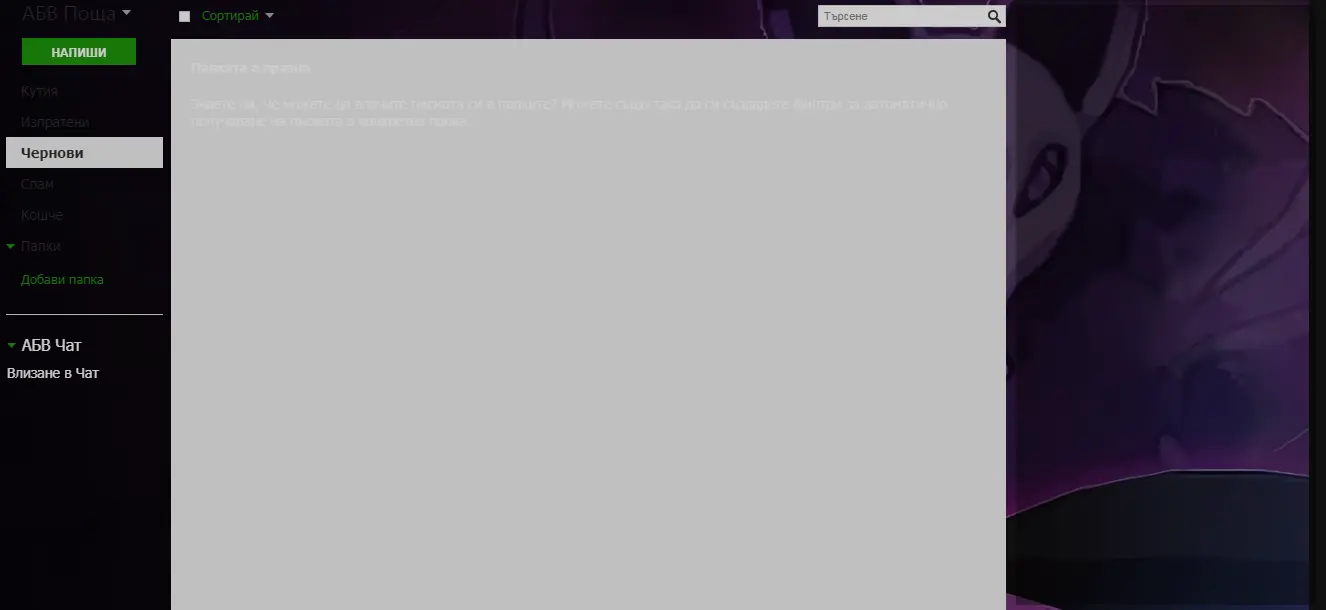 АБВ Поща
Сортирай
Търсене
НАПИШИ
Кутия
Изпратени
Чернови
Спам
Кошче
Папки
Добави папка
АБВ Чат
Влизане в Чат
Папката е празна
Знаете ли, че можете да влачите писмата си в папките? Можете също така да си създадете филтри за автоматично
получаване на писмата в конкретна папка.